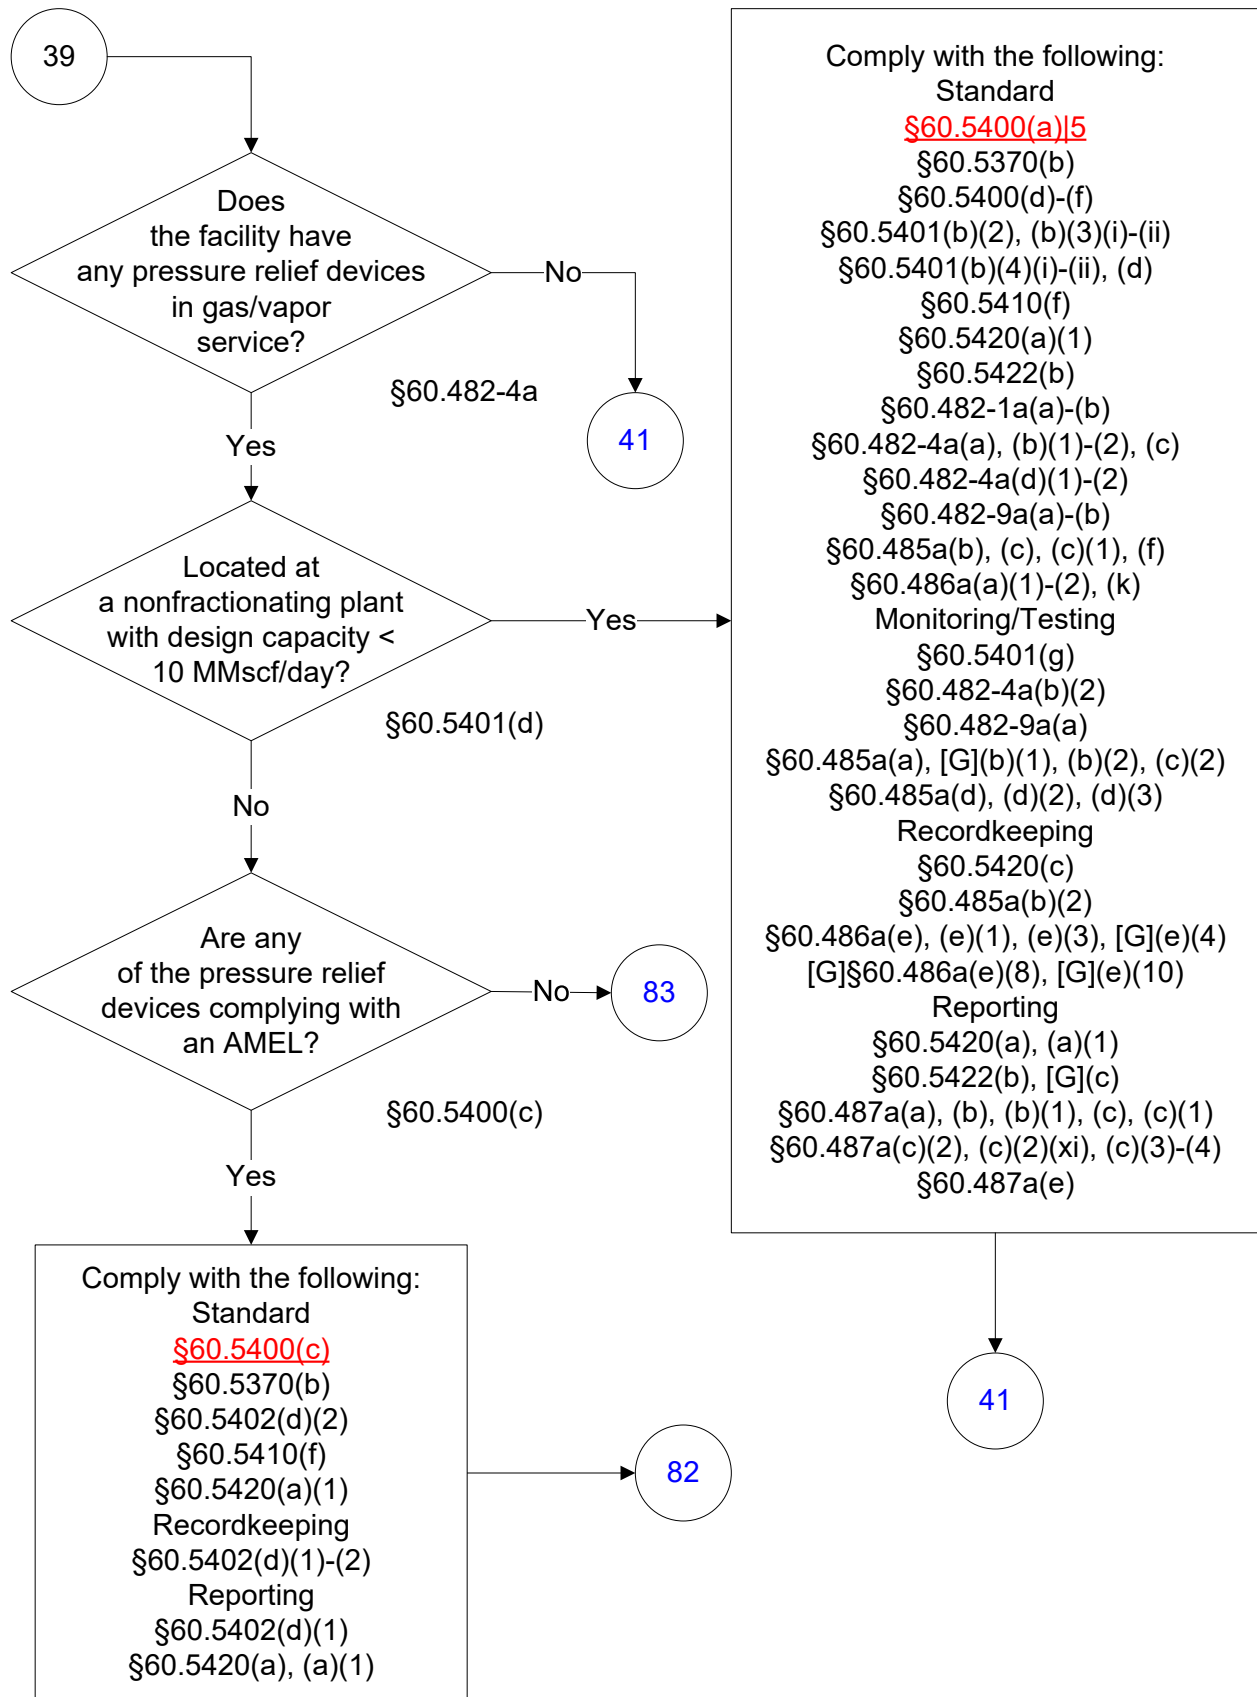 39
Does
the facility have
any pressure relief devices
in gas/vapor
service?
No
§60.482-4a
41
Yes
Located at
a nonfractionating plant
with design capacity <
10 MMscf/day?
Yes
§60.5401(d)
No
Are any
of the pressure relief
devices complying with
an AMEL?
No
83
§60.5400(c)
Yes
Comply with the following:
Standard
§60.5400(c)
§60.5370(b)
§60.5402(d)(2)
§60.5410(f)
§60.5420(a)(1)
Recordkeeping
§60.5402(d)(1)-(2)
Reporting
§60.5402(d)(1)
§60.5420(a), (a)(1)
82
Comply with the following:
Standard
§60.5400(a)|5
§60.5370(b)
§60.5400(d)-(f)
§60.5401(b)(2), (b)(3)(i)-(ii)
§60.5401(b)(4)(i)-(ii), (d)
§60.5410(f)
§60.5420(a)(1)
§60.5422(b)
§60.482-1a(a)-(b)
§60.482-4a(a), (b)(1)-(2), (c)
§60.482-4a(d)(1)-(2)
§60.482-9a(a)-(b)
§60.485a(b), (c), (c)(1), (f)
§60.486a(a)(1)-(2), (k)
Monitoring/Testing
§60.5401(g)
§60.482-4a(b)(2)
§60.482-9a(a)
§60.485a(a), [G](b)(1), (b)(2), (c)(2)
§60.485a(d), (d)(2), (d)(3)
Recordkeeping
§60.5420(c)
§60.485a(b)(2)
§60.486a(e), (e)(1), (e)(3), [G](e)(4)
[G]§60.486a(e)(8), [G](e)(10)
Reporting
§60.5420(a), (a)(1)
§60.5422(b), [G](c)
§60.487a(a), (b), (b)(1), (c), (c)(1)
§60.487a(c)(2), (c)(2)(xi), (c)(3)-(4)
§60.487a(e)
41